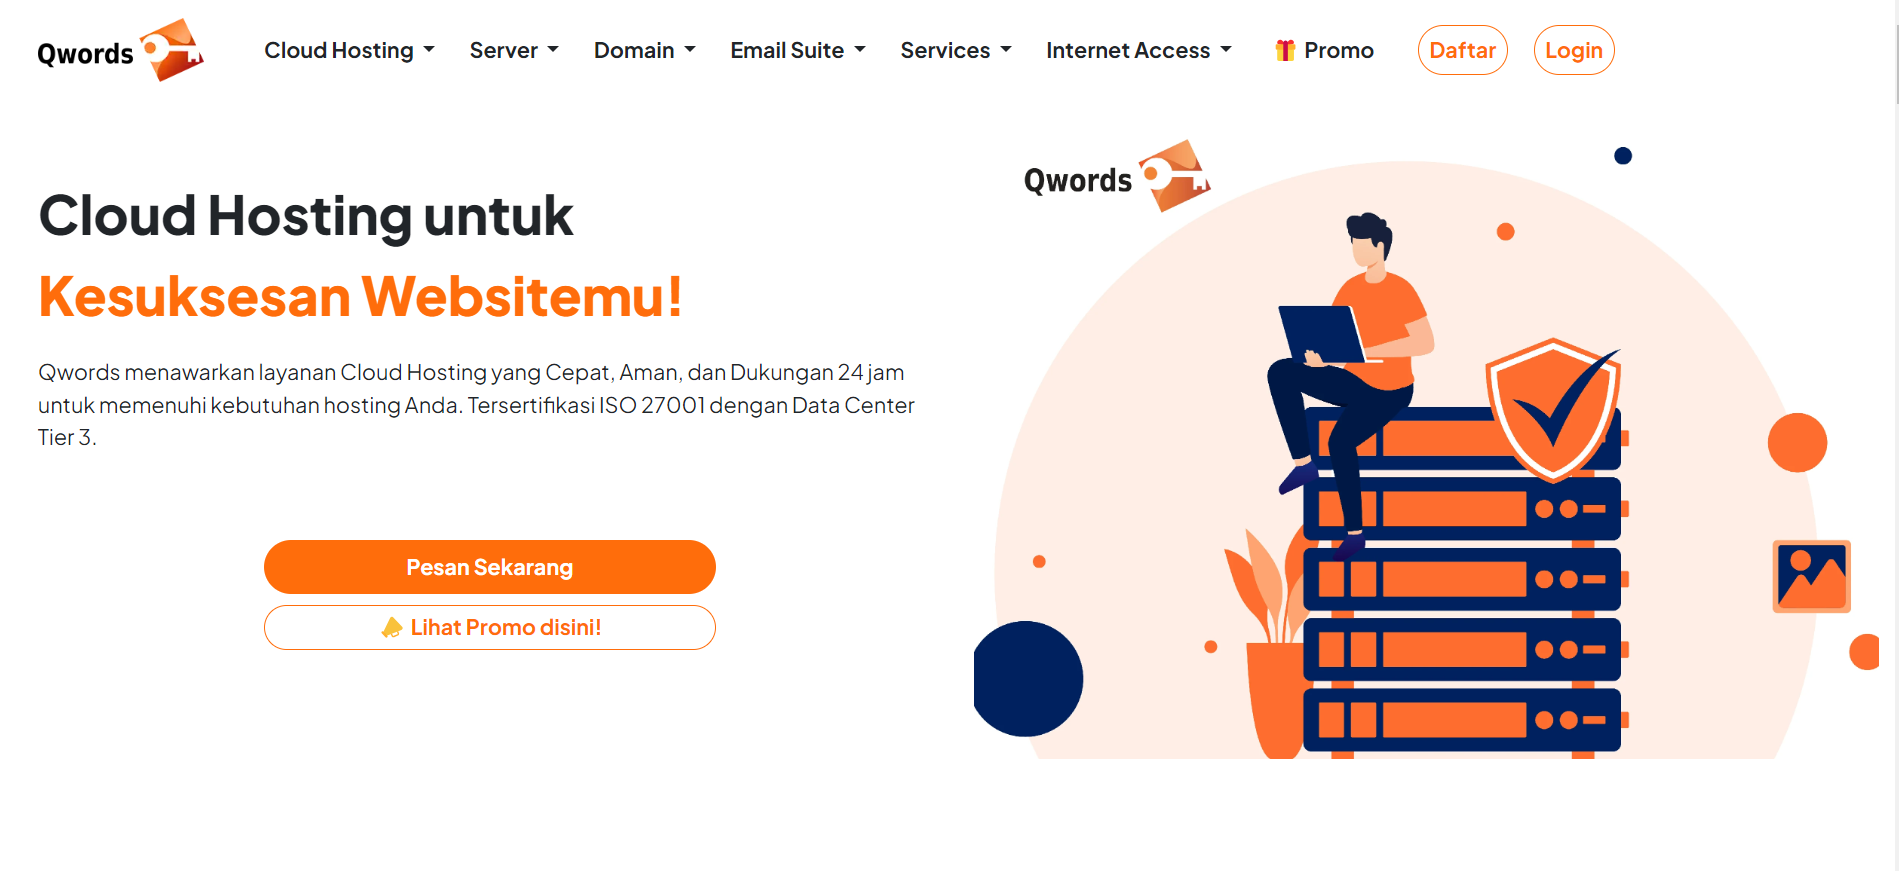 Qwords
Cloud Hosting
Server
Domain
Email Suite
Services
Internet Access
Promo
Daftar
Login
Cloud Hosting untuk
Kesuksesan Websitemu!
Qwords menawarkan layanan Cloud Hosting yang Cepat, Aman, dan Dukungan 24 jam
untuk memenuhi kebutuhan hosting Anda. Tersertifikasi ISO 27001 dengan Data Center
Tier 3.
Pesan Sekarang
Lihat Promo disini!
Qwords